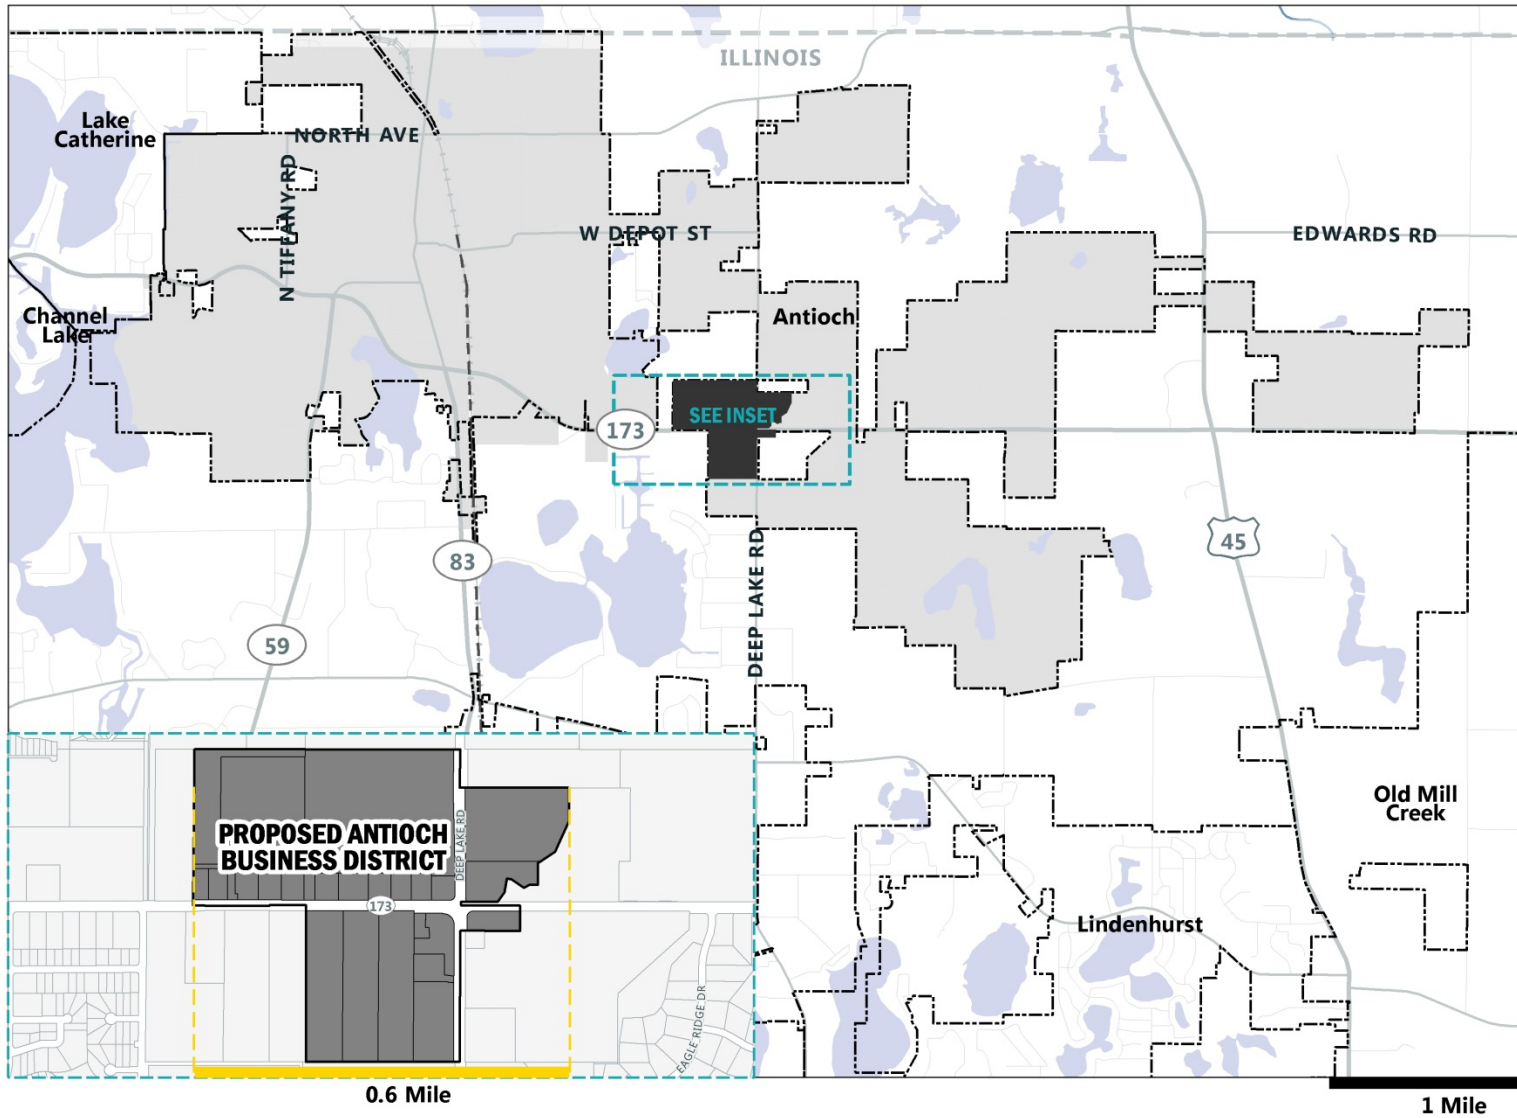 ILLINOIS
Lake
Catherine
NORTH AVE
N TIFFANY RD
W DEPOT ST
EDWARDS RD
Channel
Lake
Antioch
SEE INSET
173
83
45
59
DEEP LAKE RD
PROPOSED ANTIOCH
BUSINESS DISTRICT
DEEP LAKE RD
173
EAGLE RIDGE DR
0.6 Mile
Old Mill
Creek
Lindenhurst
1 Mile